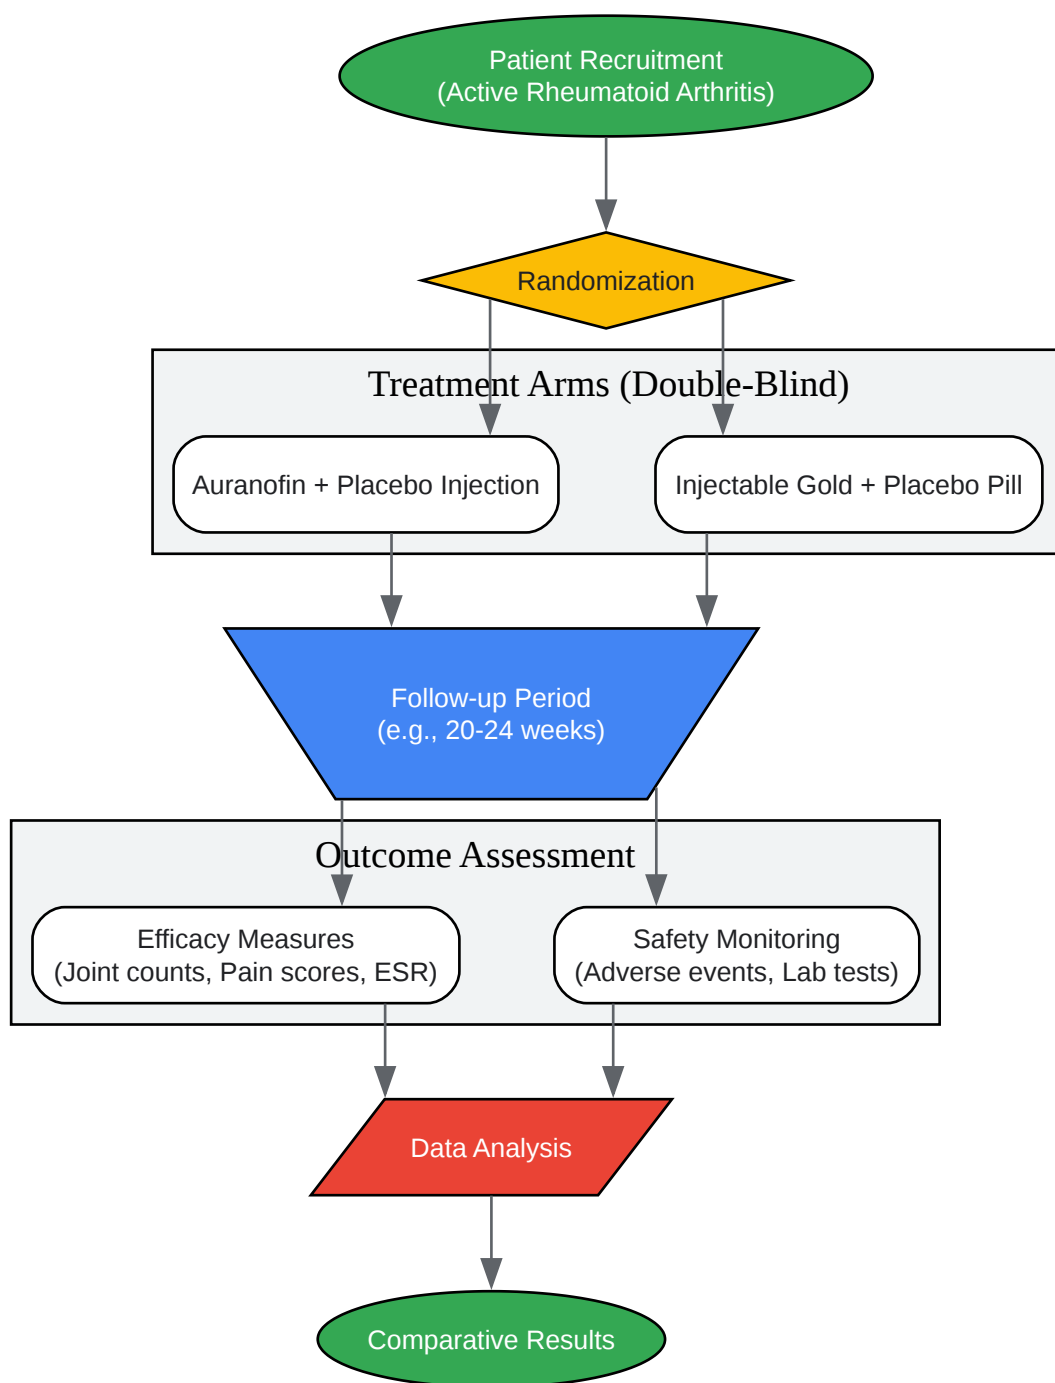 Patient Recruitment
(Active Rheumatoid Arthritis)
Randomization
Treatment Arms (Double-Blind)
Auranofin + Placebo Injection
Injectable Gold + Placebo Pill
Follow-up Period
(e.g., 20-24 weeks)
Outcome Assessment
Efficacy Measures
(Joint counts, Pain scores, ESR)
Safety Monitoring
(Adverse events, Lab tests)
Data Analysis
Comparative Results